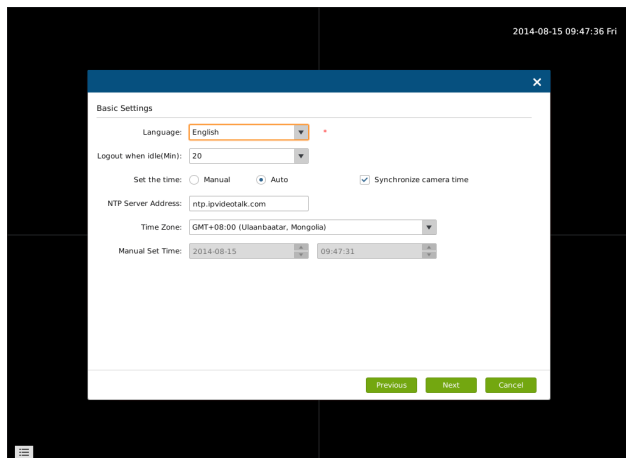 2014-08-15 09:47:36 Fri
Basic Settings
Language: English *
Logout when idle(Min): 20
Set the time: Manual Auto Synchronize camera time
NTP Server Address: ntp.ipvideotalk.com
Time Zone: GMT+08:00 (Ulaanbaatar, Mongolia)
Manual Set Time: 2014-08-15 09:47:31
Previous Next Cancel